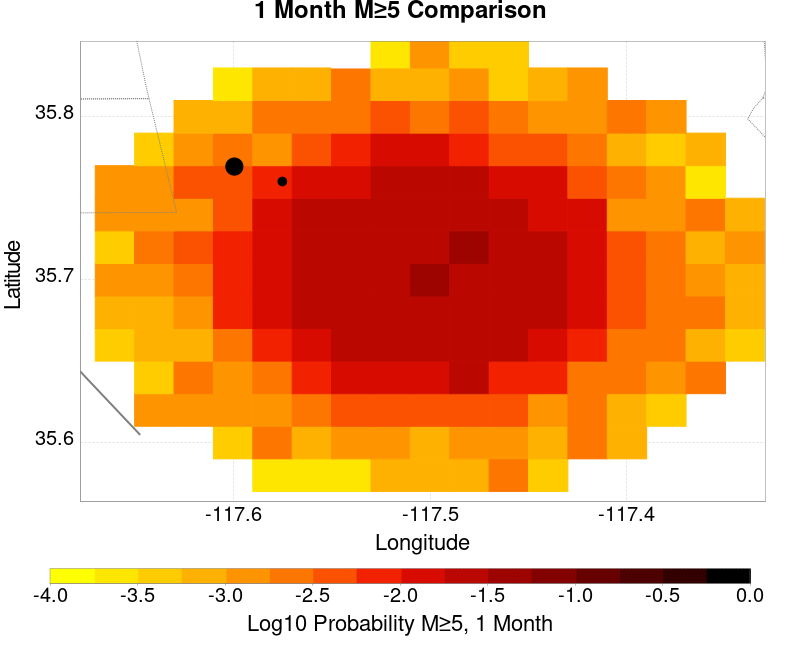 1 Month M≥5 Comparison
35.8
35.7
35.6
Latitude
-117.6 -117.5 -117.4
Longitude
-4.0 -3.5 -3.0 -2.5 -2.0 -1.5 -1.0 -0.5 0.0
Log10 Probability M≥5, 1 Month